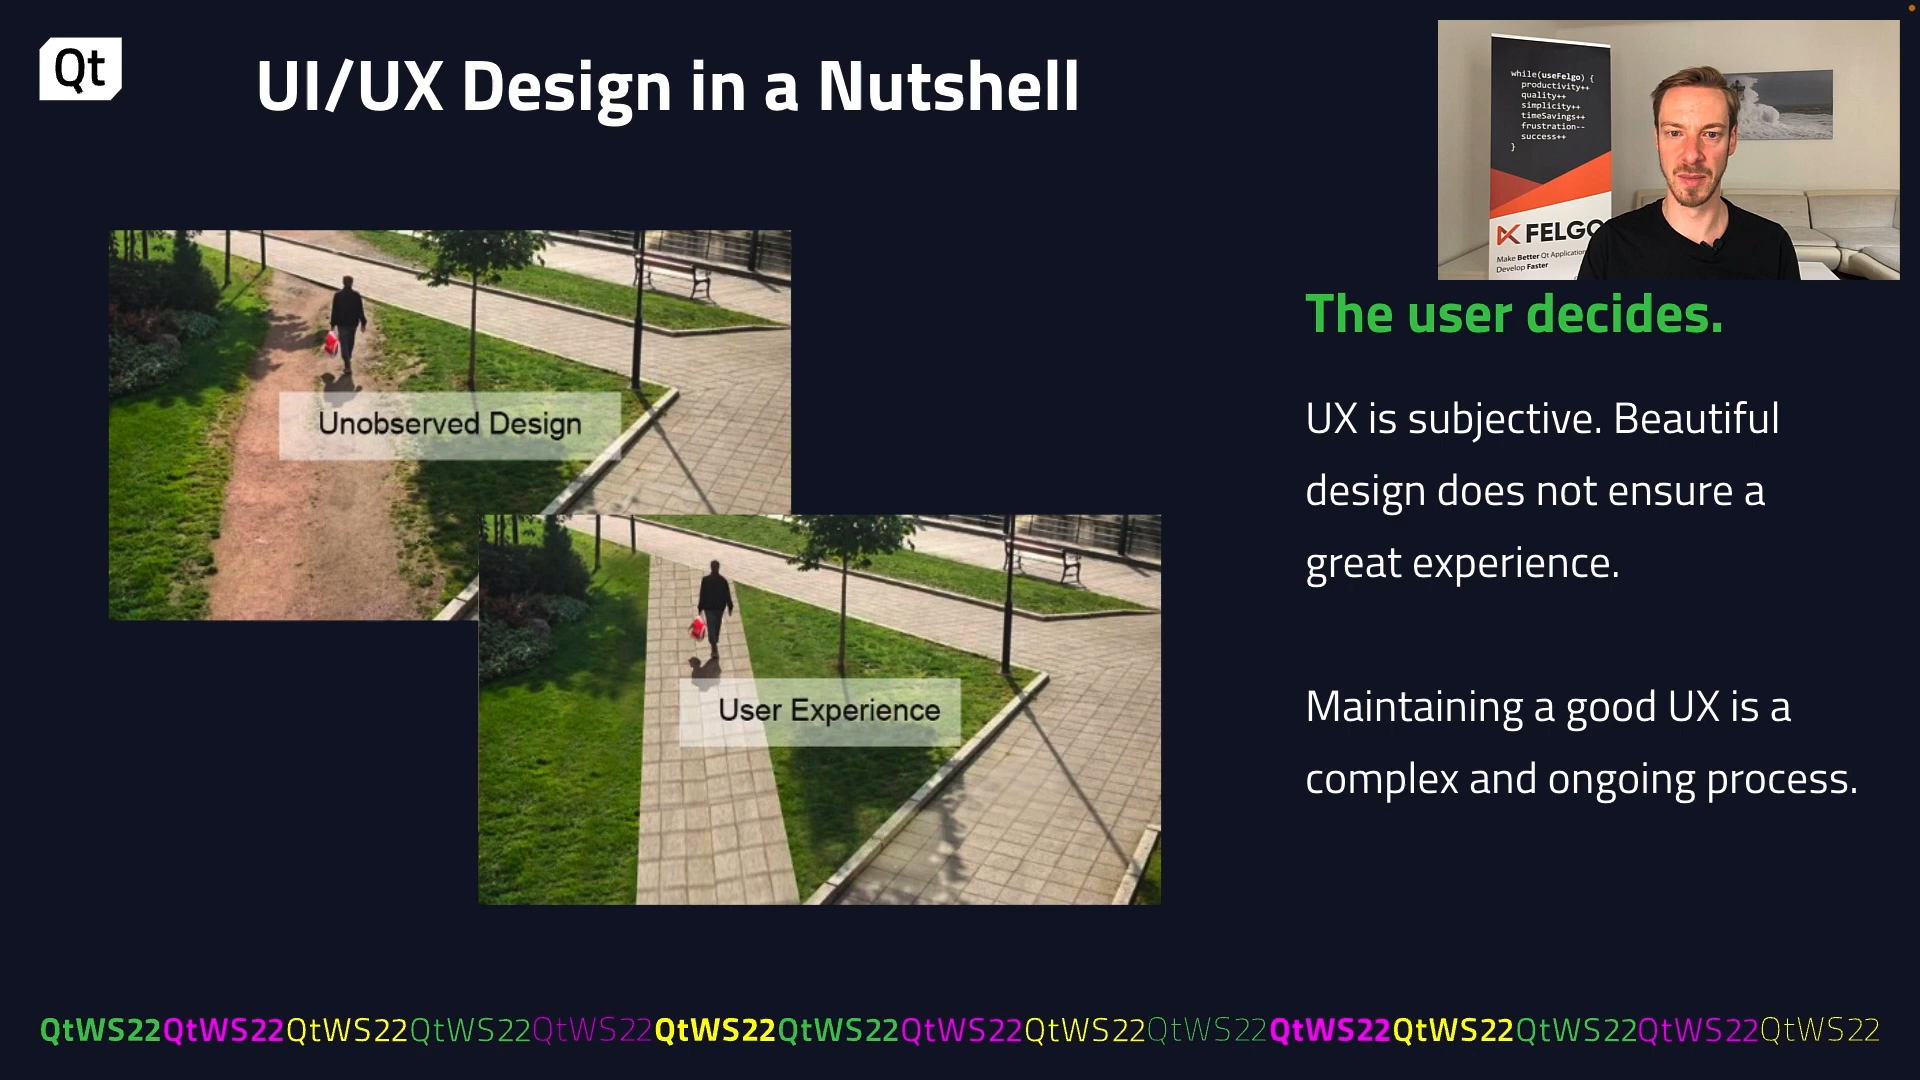 Qt
UI/UX Design in a Nutshell
while(useFelgo) {
productivity++
quality++
simplicity++
timeSavings++
frustration--
success++
}
FELGO
Make Better Qt Application
Develop Faster
Unobserved Design
User Experience
The user decides.
UX is subjective. Beautiful
design does not ensure a
great experience.
Maintaining a good UX is a
complex and ongoing process.
QtWS22QtWS22QtWS22QtWS22QtWS22QtWS22QtWS22QtWS22QtWS22QtWS22QtWS22QtWS22QtWS22QtWS22QtWS22